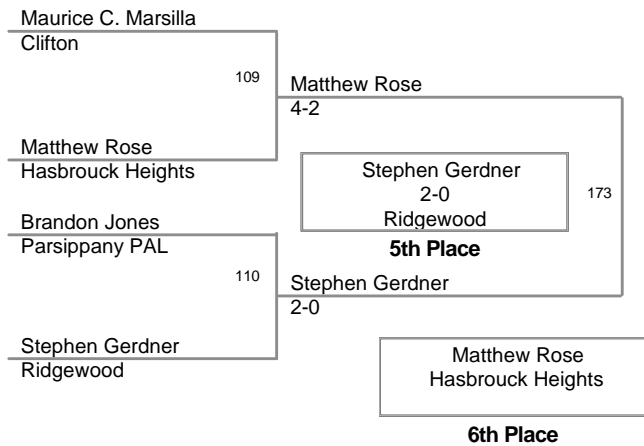 Maurice C. Marsilla
Clifton
109
Matthew Rose
4-2
Matthew Rose
Hasbrouck Heights
Stephen Gerdner
2-0
Ridgewood
173
5th Place
Brandon Jones
Parsippany PAL
110
Stephen Gerdner
2-0
Stephen Gerdner
Ridgewood
Matthew Rose
Hasbrouck Heights
6th Place